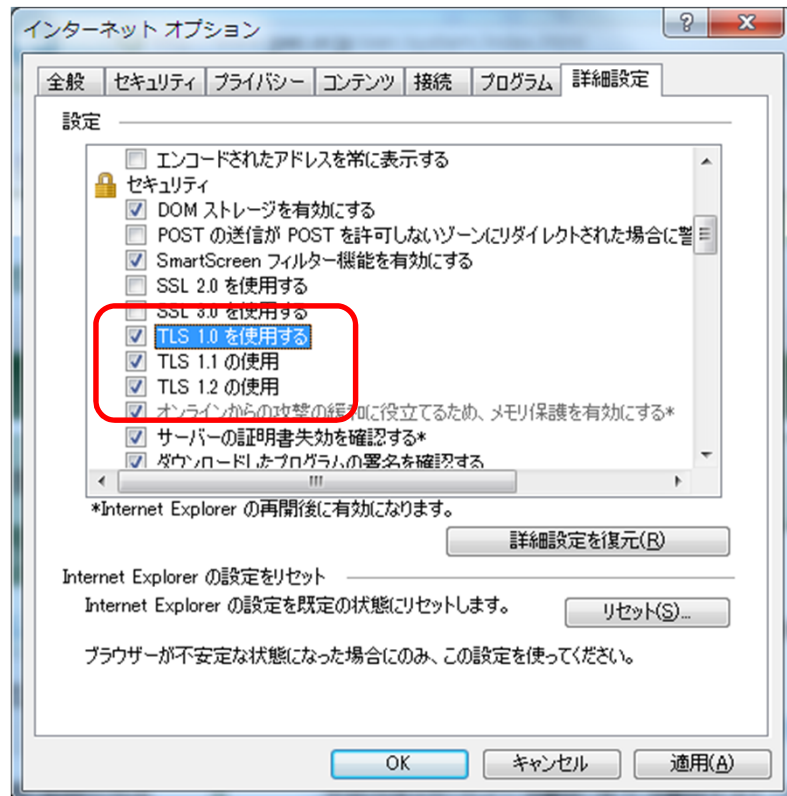 インターネット オプション
全般 セキュリティ プライバシー コンテンツ 接続 プログラム 詳細設定
設定
エンコードされたアドレスを常に表示する
セキュリティ
DOM ストレージを有効にする
POST の送信が POST を許可しないゾーンにリダイレクトされた場合に警
SmartScreen フィルター機能を有効にする
SSL 2.0 を使用する
SSL 3.0 を使用する
TLS 1.0 を使用する
TLS 1.1 の使用
TLS 1.2 の使用
オンラインからの攻撃の緩和に役立てるため、メモリ保護を有効にする*
サーバーの証明書失効を確認する*
ダウンロードしたプログラムの署名を確認する
*Internet Explorer の再開後に有効になります。
詳細設定を復元(R)
Internet Explorer の設定をリセット
Internet Explorer の設定を既定の状態にリセットします。
リセット(S)...
ブラウザーが不安定な状態になった場合にのみ、この設定を使ってください。
OK キャンセル 適用(A)